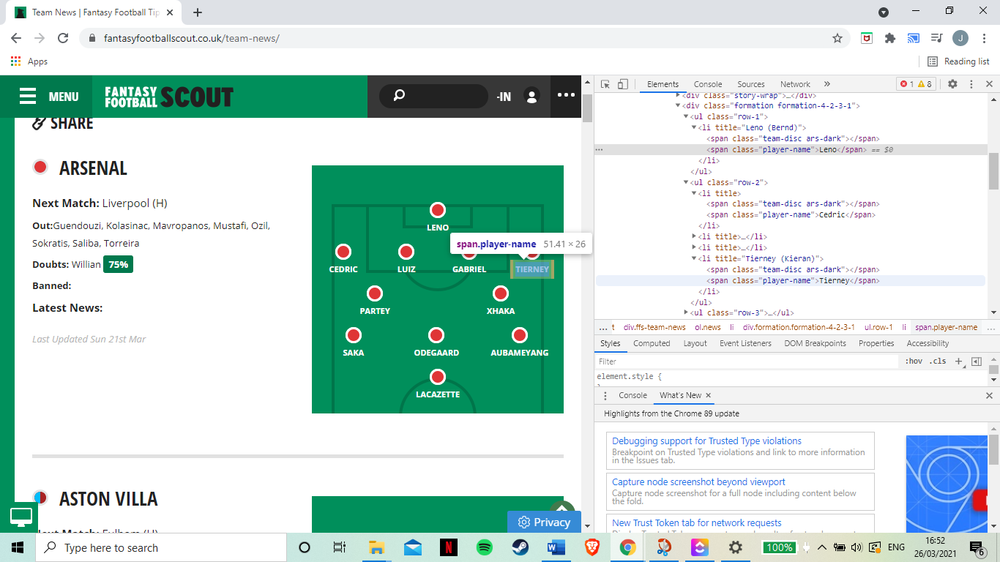 Team News | Fantasy Football Tip
fantasyfootballscout.co.uk/team-news/
J
Apps
Reading list
MENU
FANTASY FOOTBALL SCOUT
-IN
SHARE
ARSENAL
Next Match: Liverpool (H)
Out:Guendouzi, Kolasinac, Mavropanos, Mustafi, Ozil,
Sokratis, Saliba, Torreira
Doubts: Willian 75%
Banned:
Latest News:
Last Updated Sun 21st Mar
LENO
span.player-name 51.41 × 26
CEDRIC LUIZ GABRIEL TIERNEY
PARTEY XHAKA
SAKA ODEGAARD AUBAMEYANG
LACAZETTE
ASTON VILLA
Next Match: Fulham (H)
Privacy
Elements Console Sources Network » 1 8
<div class="story-wrap">…</div>
<div class="formation formation-4-2-3-1">
<ul class="row-1">
<li title="Leno (Bernd)">
<span class="team-disc ars-dark"></span>
<span class="player-name">Leno</span> == $0
</li>
</ul>
<ul class="row-2">
<li title>
<span class="team-disc ars-dark"></span>
<span class="player-name">Cedric</span>
</li>
<li title>…</li>
<li title>…</li>
<li title="Tierney (Kieran)">
<span class="team-disc ars-dark"></span>
<span class="player-name">Tierney</span>
</li>
</ul>
<ul class="row-3">…</ul>
… t div.ffs-team-news ol.news li div.formation.formation-4-2-3-1 ul.row-1 li span.player-name …
Styles Computed Layout Event Listeners DOM Breakpoints Properties Accessibility
Filter :hov .cls +
element.style {
}
Console What's New ×
Highlights from the Chrome 89 update
Debugging support for Trusted Type violations
Breakpoint on Trusted Type violations and link to more information
in the Issues tab.
Capture node screenshot beyond viewport
Capture node screenshot for a full node including content below
the fold.
New Trust Token tab for network requests
Type here to search
100%
ENG
16:52
26/03/2021
6